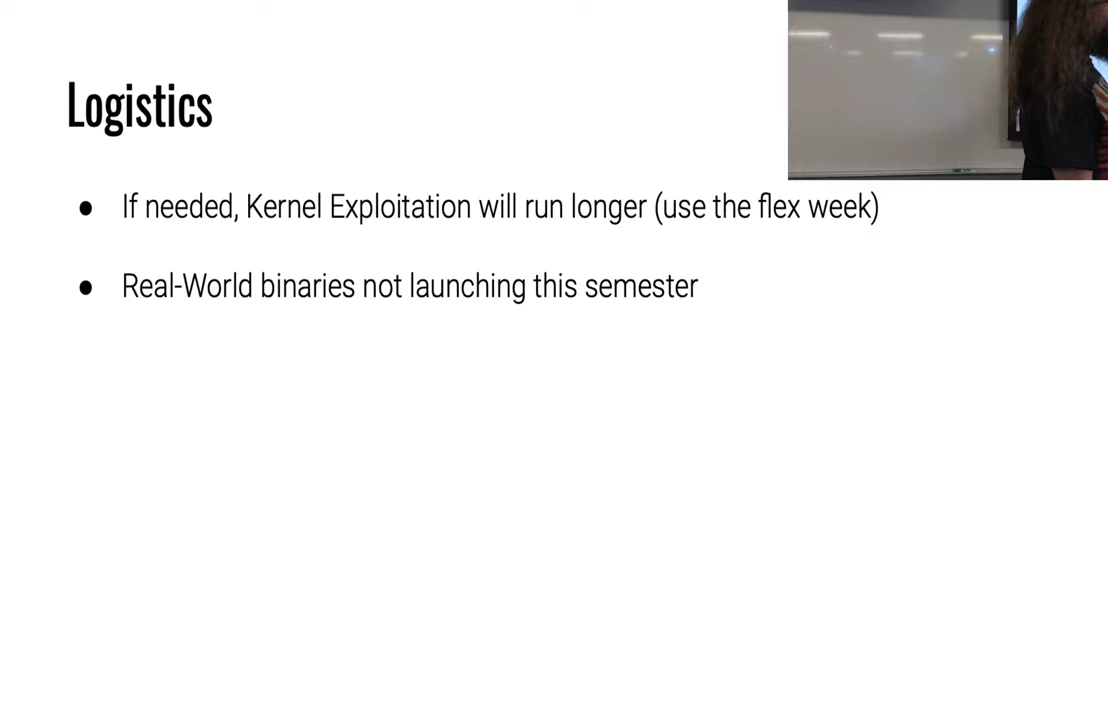 Logistics
● If needed, Kernel Exploitation will run longer (use the flex week)
● Real-World binaries not launching this semester